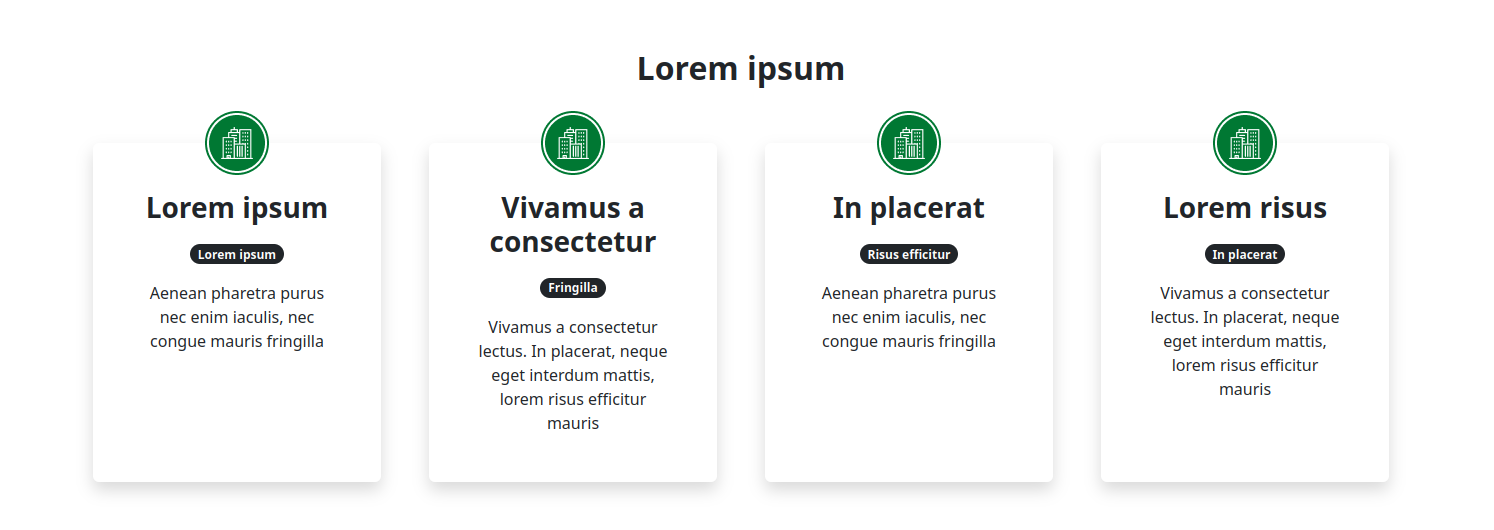 Lorem ipsum
Lorem ipsum
Lorem ipsum
Aenean pharetra purus
nec enim iaculis, nec
congue mauris fringilla
Vivamus a
consectetur
Fringilla
Vivamus a consectetur
lectus. In placerat, neque
eget interdum mattis,
lorem risus efficitur
mauris
In placerat
Risus efficitur
Aenean pharetra purus
nec enim iaculis, nec
congue mauris fringilla
Lorem risus
In placerat
Vivamus a consectetur
lectus. In placerat, neque
eget interdum mattis,
lorem risus efficitur
mauris